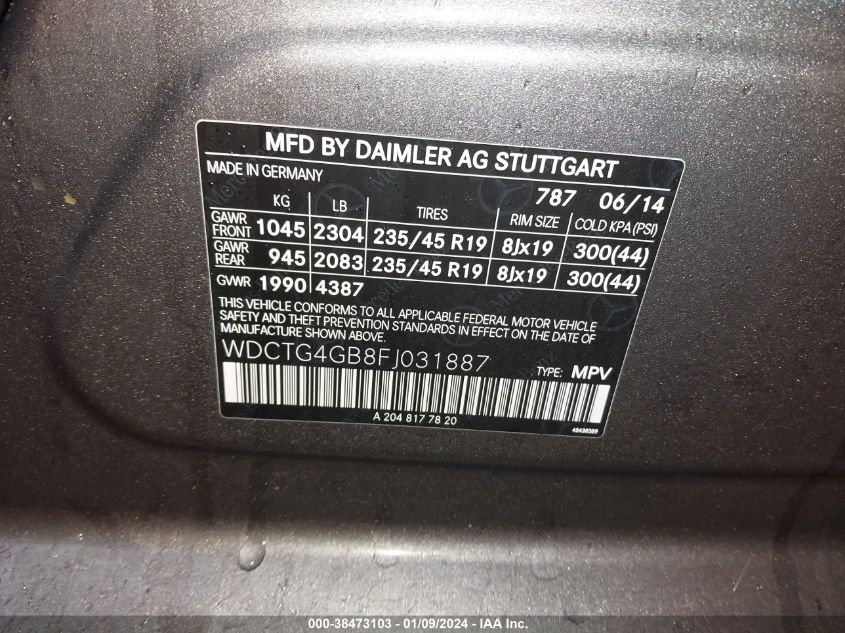 MFD BY DAIMLER AG STUTTGART
MADE IN GERMANY
787 06/14
KG LB TIRES RIM SIZE COLD KPA(PSI)
GAWR FRONT 1045 2304 235/45 R19 8Jx19 300(44)
GAWR REAR 945 2083 235/45 R19 8Jx19 300(44)
GVWR 1990 4387
THIS VEHICLE CONFORMS TO ALL APPLICABLE FEDERAL MOTOR VEHICLE
SAFETY AND THEFT PREVENTION STANDARDS IN EFFECT ON THE DATE OF
MANUFACTURE SHOWN ABOVE.
WDCTG4GB8FJ031887 TYPE: MPV
A 204 817 78 20
000-38473103 - 01/09/2024 - IAA Inc.